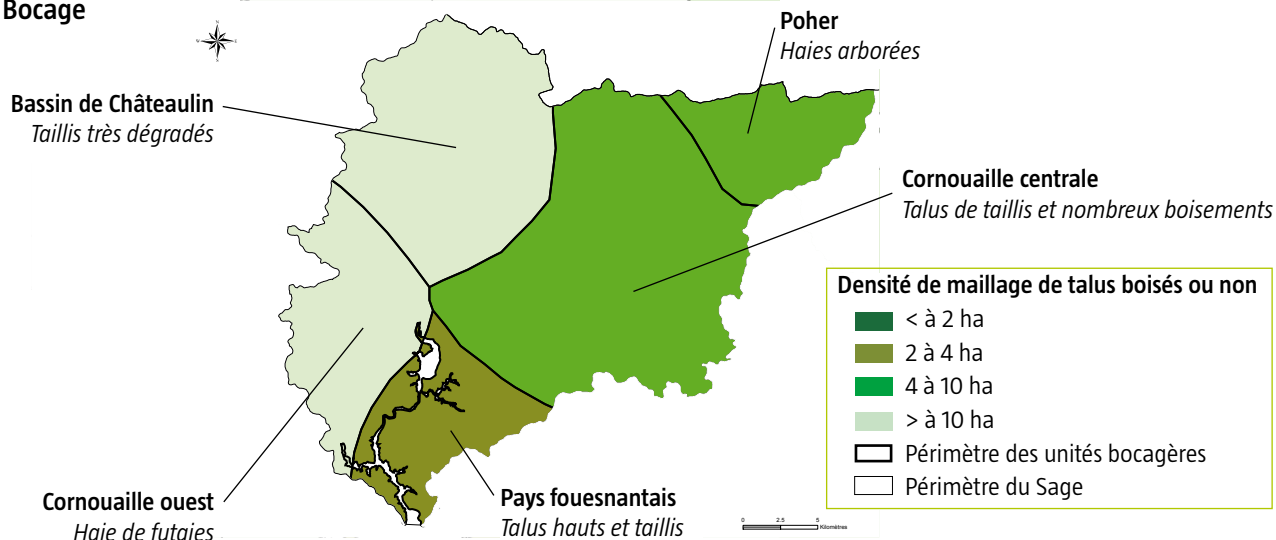 Bocage
N
Poher
Haies arborées
Bassin de Châteaulin
Taillis très dégradés
Cornouaille centrale
Talus de taillis et nombreux boisements
Densité de maillage de talus boisés ou non
< à 2 ha
2 à 4 ha
4 à 10 ha
> à 10 ha
Périmètre des unités bocagères
Périmètre du Sage
Cornouaille ouest
Haie de futaies
Pays fouesnantais
Talus hauts et taillis
0 2.5 5
Kilomètres